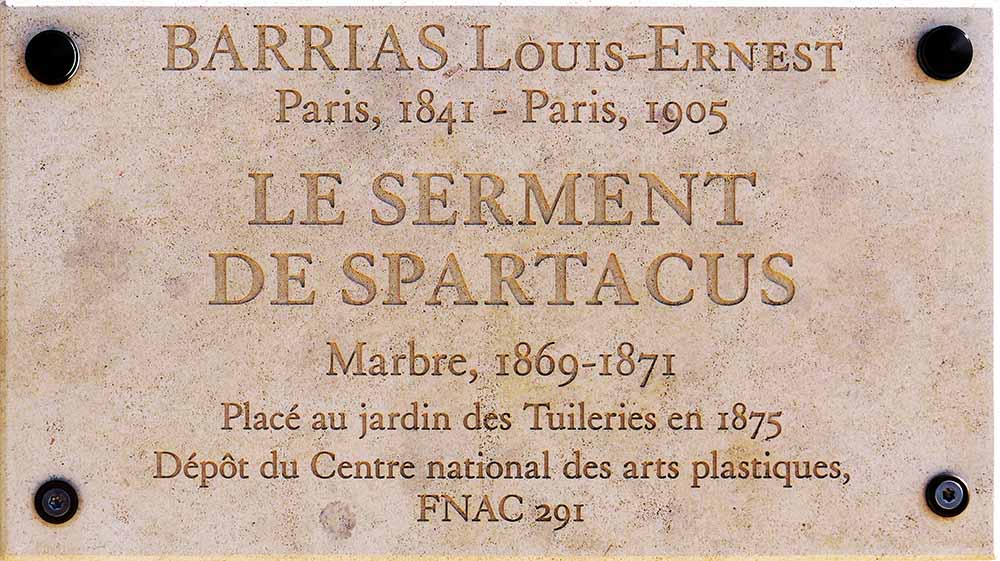 BARRIAS Louis-Ernest
Paris, 1841 - Paris, 1905
LE SERMENT
DE SPARTACUS
Marbre, 1869-1871
Placé au jardin des Tuileries en 1875
Dépôt du Centre national des arts plastiques,
FNAC 291